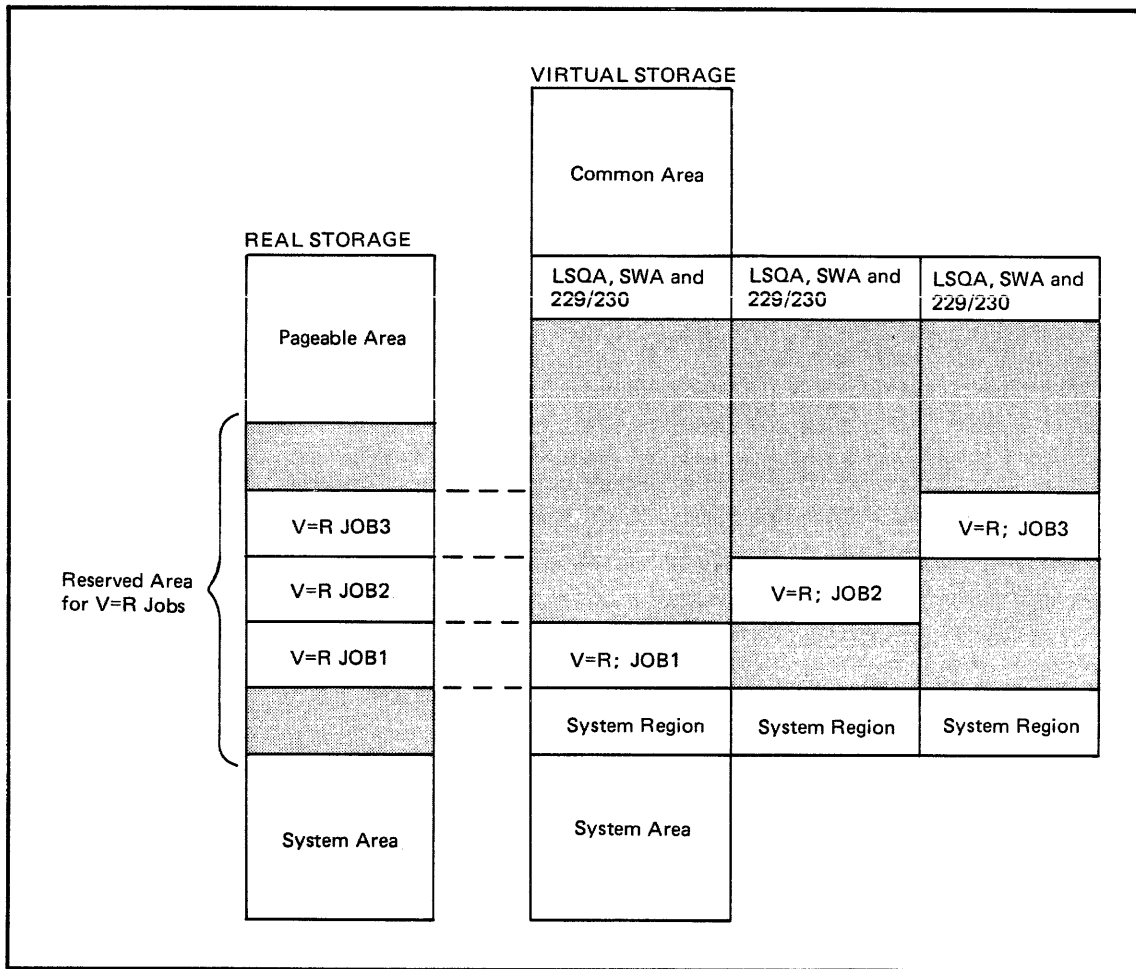 VIRTUAL STORAGE
Common Area
REAL STORAGE
LSQA, SWA and
229/230
LSQA, SWA and
229/230
LSQA, SWA and
229/230
Pageable Area
V=R JOB3
V=R; JOB3
Reserved Area
for V=R Jobs
V=R JOB2
V=R; JOB2
V=R JOB1
V=R; JOB1
System Region
System Region
System Region
System Area
System Area